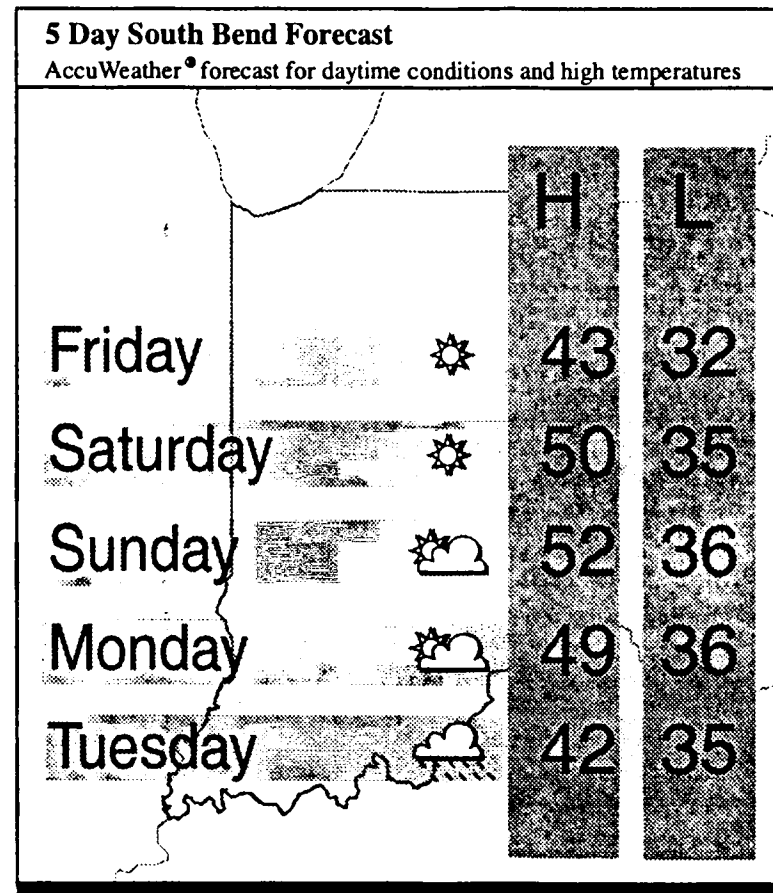 5 Day South Bend Forecast
AccuWeather® forecast for daytime conditions and high temperatures
H L
Friday 43 32
Saturday 50 35
Sunday 52 36
Monday 49 36
Tuesday 42 35